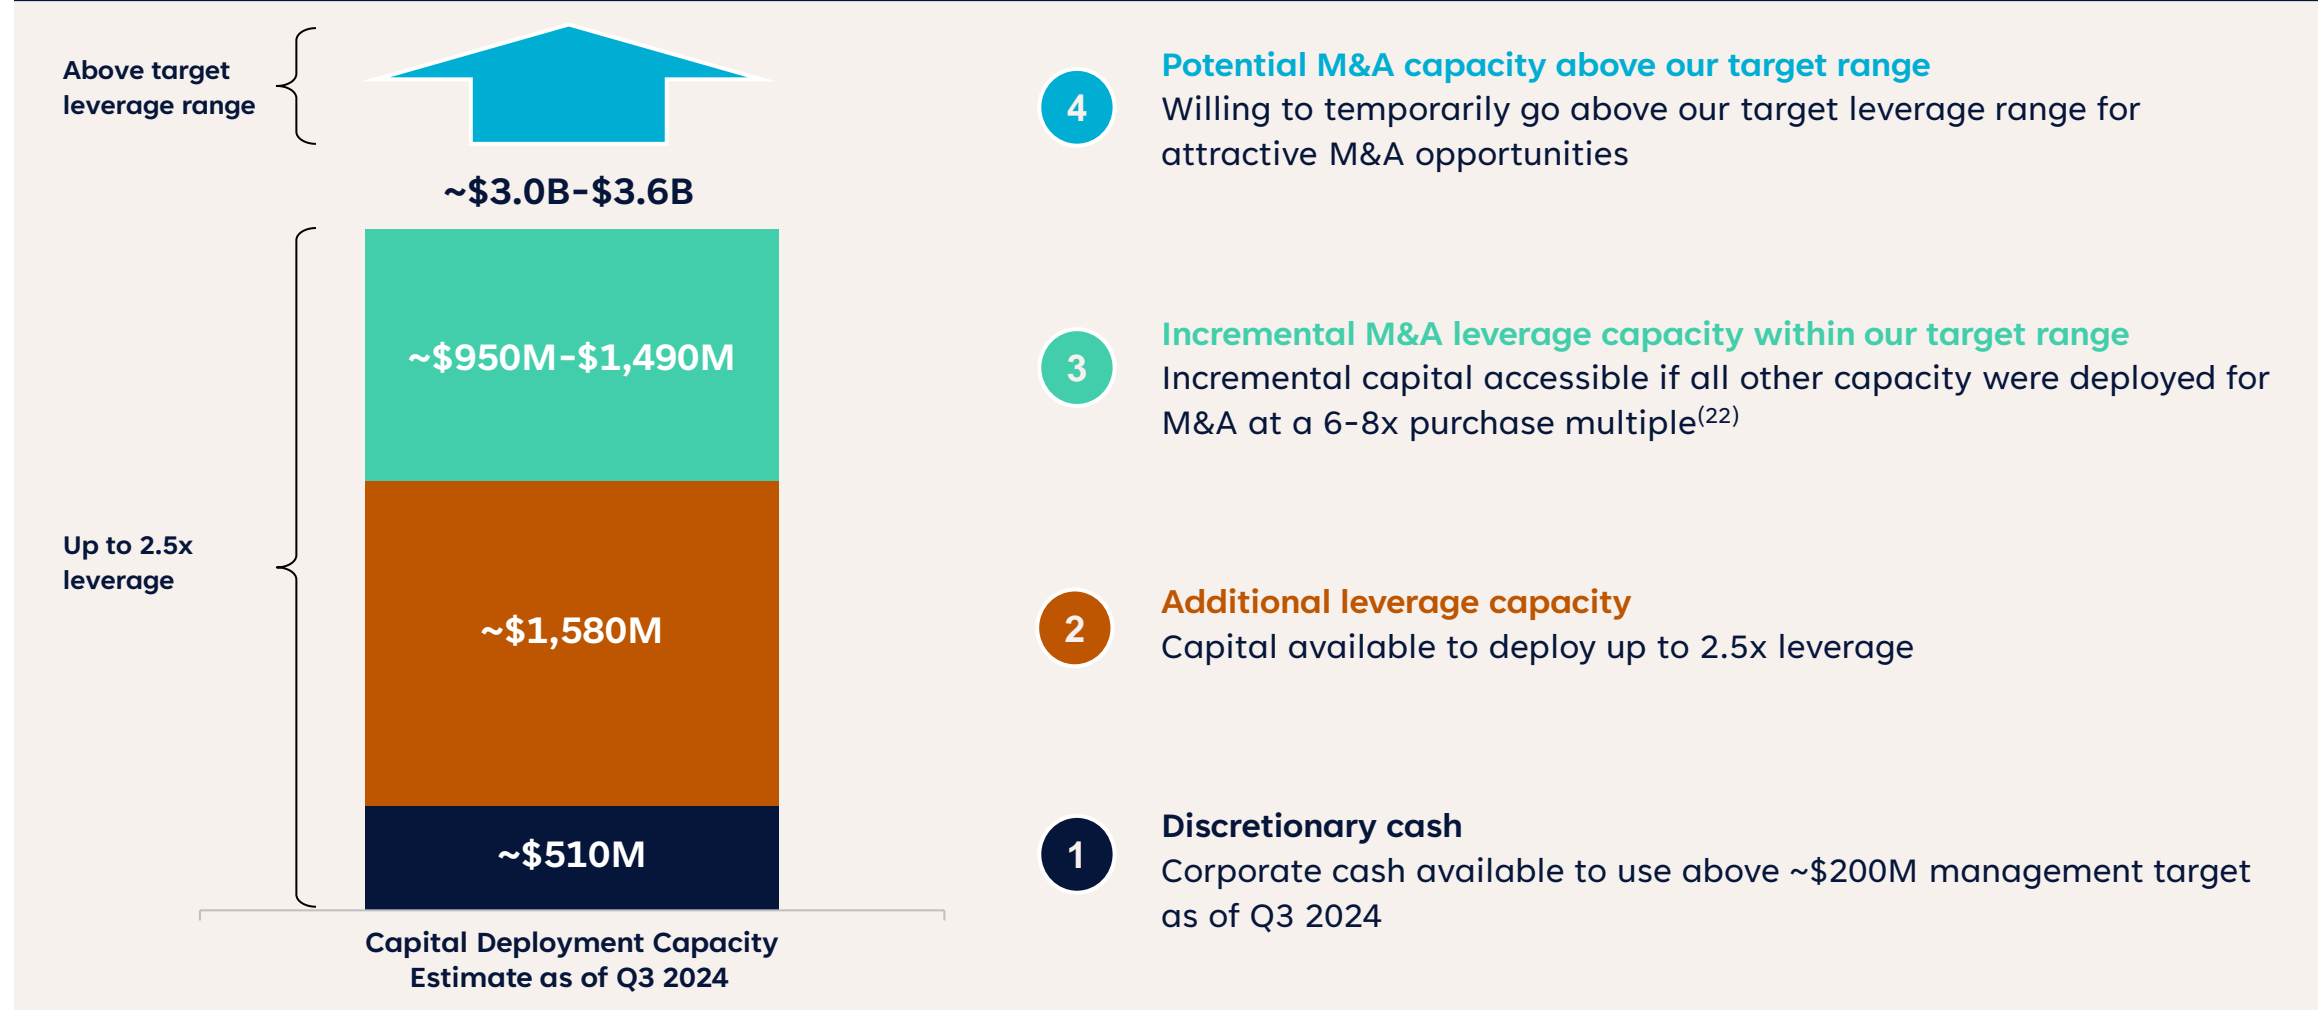 Above target
leverage range
~$3.0B–$3.6B
~$950M–$1,490M
Up to 2.5x
leverage
~$1,580M
~$510M
Capital Deployment Capacity
Estimate as of Q3 2024
4
Potential M&A capacity above our target range
Willing to temporarily go above our target leverage range for
attractive M&A opportunities
3
Incremental M&A leverage capacity within our target range
Incremental capital accessible if all other capacity were deployed for
M&A at a 6–8x purchase multiple(22)
2
Additional leverage capacity
Capital available to deploy up to 2.5x leverage
1
Discretionary cash
Corporate cash available to use above ~$200M management target
as of Q3 2024